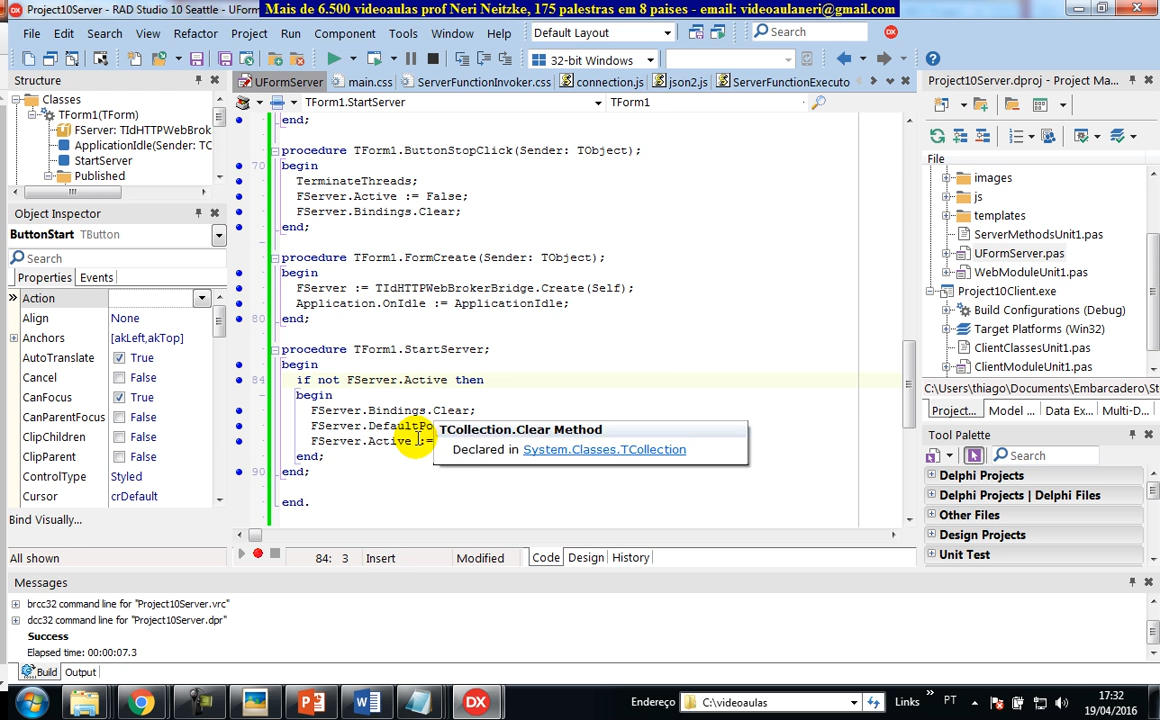 Project10Server - RAD Studio 10 Seattle - UForm
Mais de 6.500 videoaulas prof Neri Neitzke, 175 palestras em 8 paises - email: videoaulaneri@gmail.com
File Edit Search View Refactor Project Run Component Tools Window Help
Default Layout
Search
32-bit Windows
Structure
Classes
TForm1(TForm)
FServer: TIdHTTPWebBrok
ApplicationIdle(Sender: TC
StartServer
Published
Object Inspector
ButtonStart TButton
Search
Properties Events
Action
Align None
Anchors [akLeft,akTop]
AutoTranslate True
Cancel False
CanFocus True
CanParentFocus False
ClipChildren False
ClipParent False
ControlType Styled
Cursor crDefault
Bind Visually...
All shown
UFormServer main.css ServerFunctionInvoker.css connection.js json2.js ServerFunctionExecuto
TForm1.StartServer TForm1
end;
procedure TForm1.ButtonStopClick(Sender: TObject);
70 begin
TerminateThreads;
FServer.Active := False;
FServer.Bindings.Clear;
end;
procedure TForm1.FormCreate(Sender: TObject);
begin
FServer := TIdHTTPWebBrokerBridge.Create(Self);
Application.OnIdle := ApplicationIdle;
80 end;
procedure TForm1.StartServer;
begin
84 if not FServer.Active then
begin
FServer.Bindings.Clear;
FServer.DefaultPo
FServer.Active :=
end;
90 end;
end.
TCollection.Clear Method
Declared in System.Classes.TCollection
84: 3 Insert Modified Code Design History
Project10Server.dproj - Project Ma...
File
images
js
templates
ServerMethodsUnit1.pas
UFormServer.pas
WebModuleUnit1.pas
Project10Client.exe
Build Configurations (Debug)
Target Platforms (Win32)
ClientClassesUnit1.pas
ClientModuleUnit1.pas
C:\Users\thiago\Documents\Embarcadero\St
Project... Model ... Data Ex... Multi-D...
Tool Palette
Search
Delphi Projects
Delphi Projects | Delphi Files
Other Files
Design Projects
Unit Test
Messages
brcc32 command line for "Project10Server.vrc"
dcc32 command line for "Project10Server.dpr"
Success
Elapsed time: 00:00:07.3
Build Output
Endereço C:\videoaulas Links PT 17:32
19/04/2016